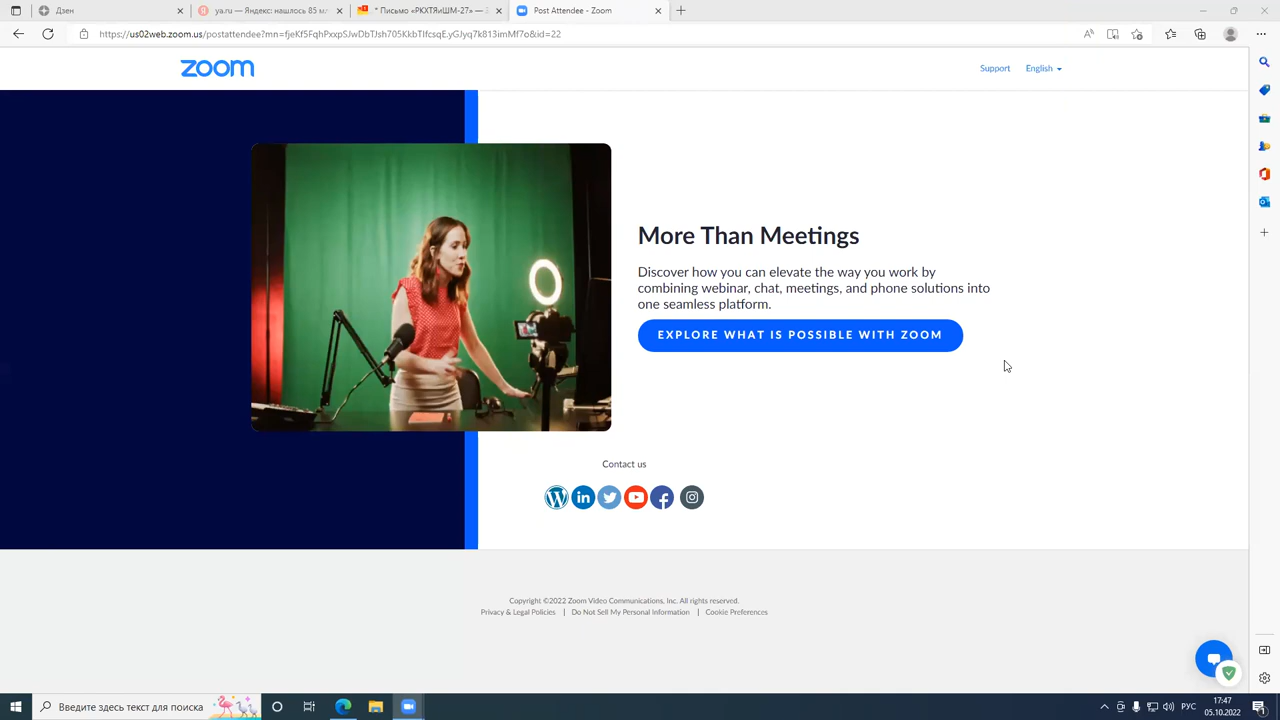 Дзен
ya.ru — Яндекс: нашлось 85 мл
* Письмо «РКХТЯиШМ-27» — Z
Post Attendee - Zoom
https://us02web.zoom.us/postattendee?mn=fjeKf5FqhPxxpSJwDbTJsh705KkbTIfcsqE.yGJyq7k813imMf7o&id=22
zoom
Support
English
More Than Meetings
Discover how you can elevate the way you work by
combining webinar, chat, meetings, and phone solutions into
one seamless platform.
EXPLORE WHAT IS POSSIBLE WITH ZOOM
Contact us
Copyright ©2022 Zoom Video Communications, Inc. All rights reserved.
Privacy & Legal Policies | Do Not Sell My Personal Information | Cookie Preferences
Введите здесь текст для поиска
РУС
17:47
05.10.2022